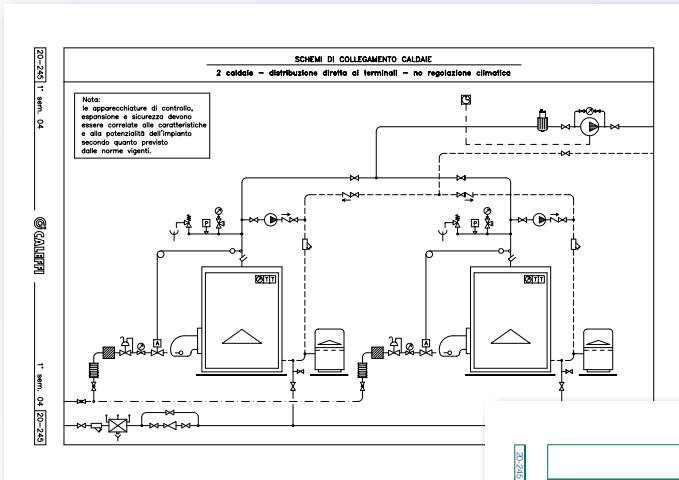 SCHEMI DI COLLEGAMENTO CALDAIE
2 caldaie – distribuzione diretta ai terminali – no regolazione climatica
Nota:
le apparecchiature di controllo,
espansione e sicurezza devono
essere correlate alle caratteristiche
e alla potenzialità dell'impianto
secondo quanto previsto
dalle norme vigenti.
20-245
1° sem. 04
CALEFFI
1° sem. 04
20-245
P
P
T T
T T
A
A
20-245